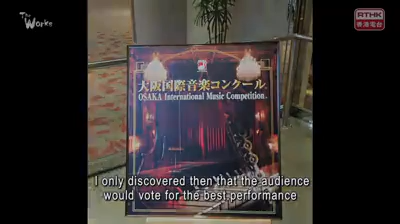 The
Works
RTHK
香港電台
大阪国際音楽コンクール
OSAKA International Music Competition
I only discovered then that the audience
would vote for the best performance